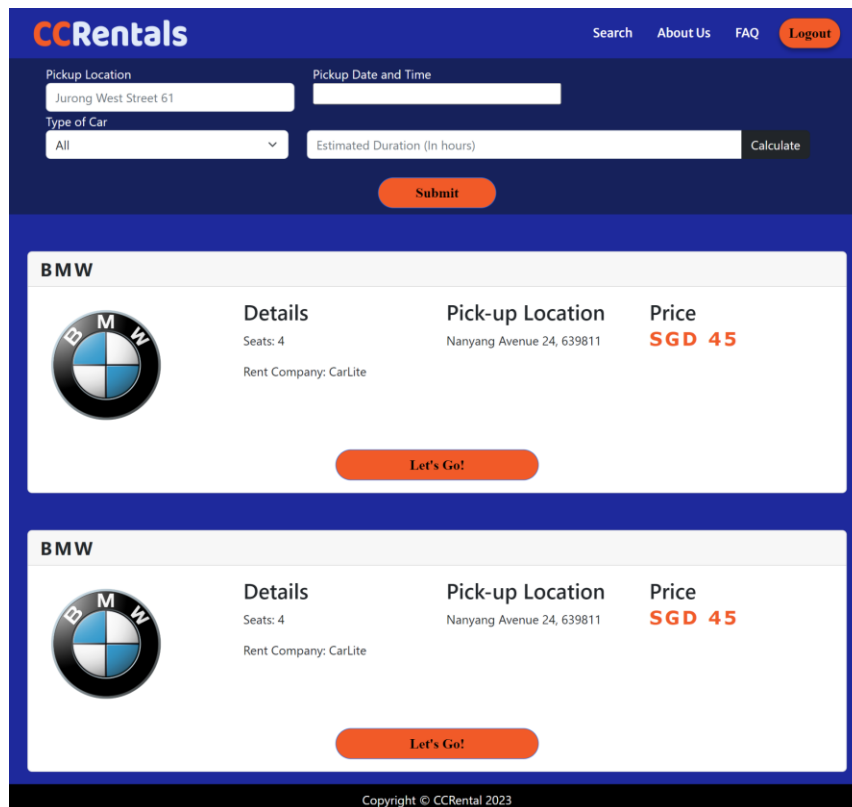 CCRentals
Search About Us FAQ Logout
Pickup Location Pickup Date and Time
Jurong West Street 61
Type of Car
All Estimated Duration (In hours) Calculate
Submit
BMW
BMW
Details Pick-up Location Price
Seats: 4 Nanyang Avenue 24, 639811 SGD 45
Rent Company: CarLite
Let's Go!
BMW
BMW
Details Pick-up Location Price
Seats: 4 Nanyang Avenue 24, 639811 SGD 45
Rent Company: CarLite
Let's Go!
Copyright © CCRental 2023